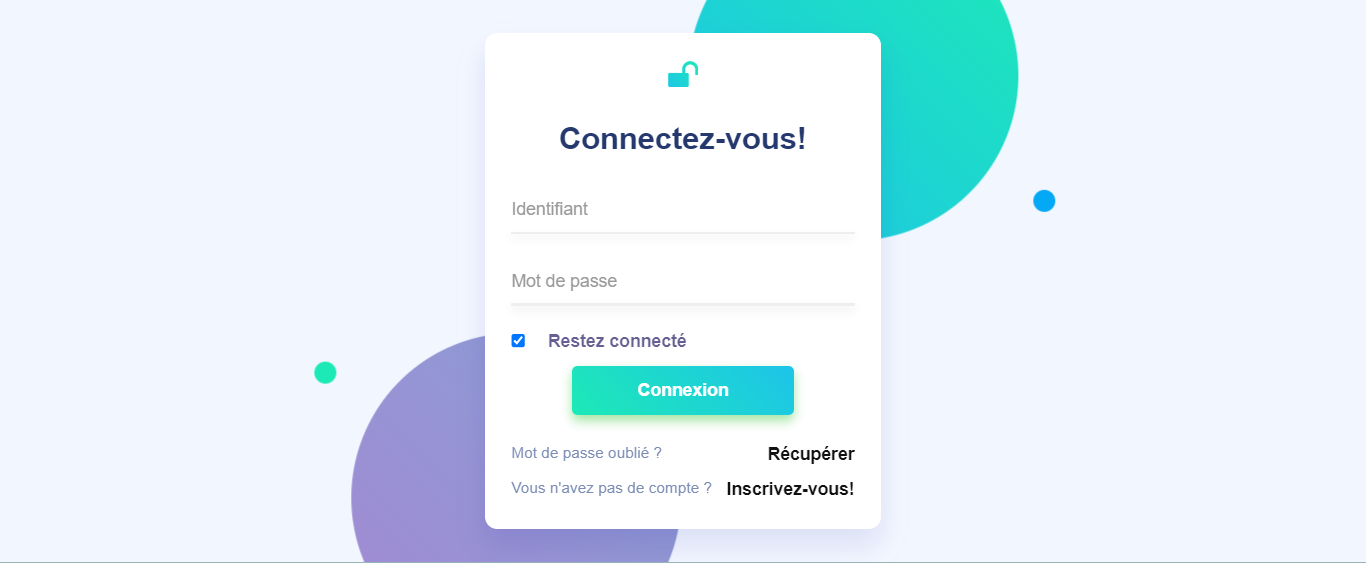 Connectez-vous!
Identifiant
Mot de passe
Restez connecté
Connexion
Mot de passe oublié ? Récupérer
Vous n'avez pas de compte ? Inscrivez-vous!